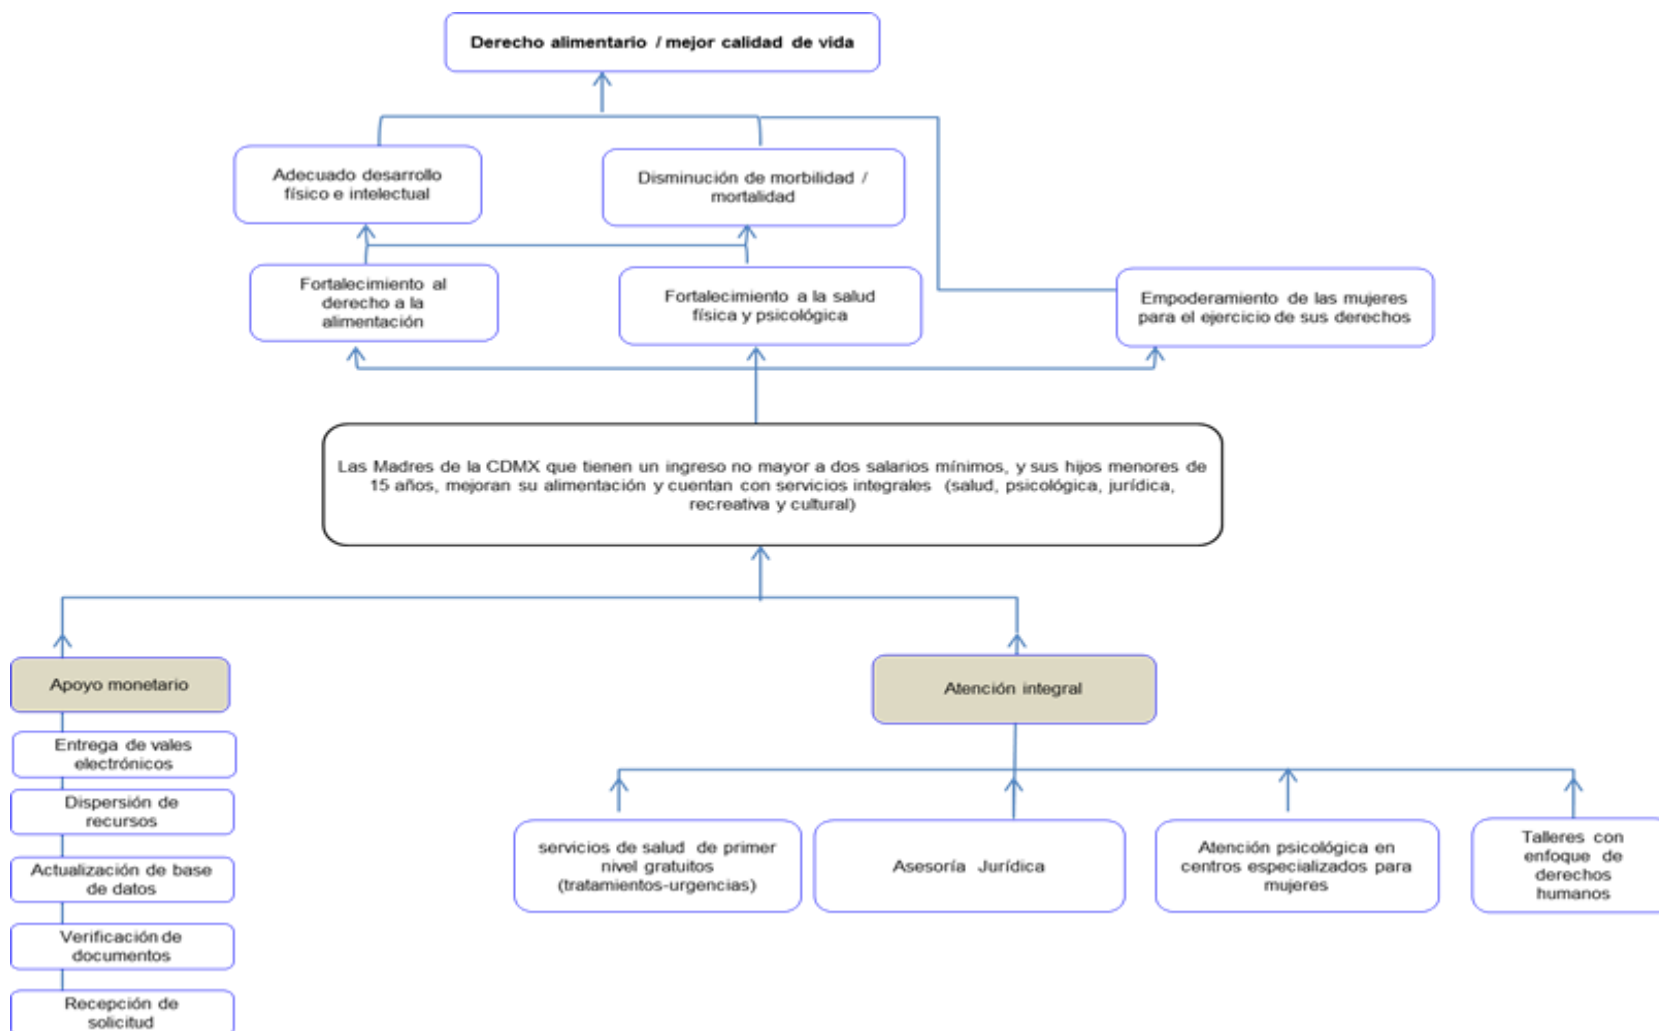 Derecho alimentario / mejor calidad de vida
Adecuado desarrollo
físico e intelectual
Disminución de morbilidad /
mortalidad
Fortalecimiento al
derecho a la
alimentación
Fortalecimiento a la salud
física y psicológica
Empoderamiento de las mujeres
para el ejercicio de sus derechos
Las Madres de la CDMX que tienen un ingreso no mayor a dos salarios mínimos, y sus hijos menores de
15 años, mejoran su alimentación y cuentan con servicios integrales (salud, psicológica, jurídica,
recreativa y cultural)
Apoyo monetario
Entrega de vales
electrónicos
Dispersión de
recursos
Actualización de base
de datos
Verificación de
documentos
Recepción de
solicitud
Atención integral
servicios de salud de primer
nivel gratuitos
(tratamientos-urgencias)
Asesoría Jurídica
Atención psicológica en
centros especializados para
mujeres
Talleres con
enfoque de
derechos
humanos